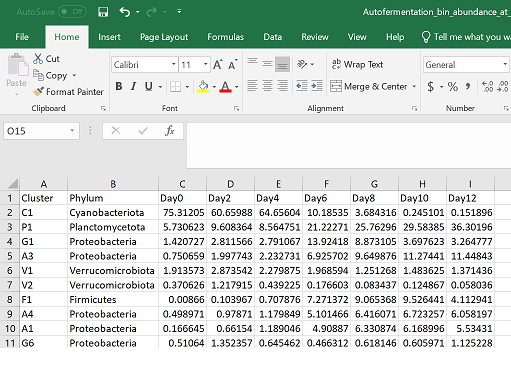 AutoSave Off Autofermentation_bin_abundance_at_
File Home Insert Page Layout Formulas Data Review View Help Tell me what you w
Paste Cut Copy Format Painter
Calibri 11 A A
B I U A
ab Wrap Text
Merge & Center
General
$ % , .0 .00
Clipboard Font Alignment Number
O15 fx
A B C D E F G H I
1 Cluster Phylum Day0 Day2 Day4 Day6 Day8 Day10 Day12
2 C1 Cyanobacteriota 75.31205 60.65988 64.65604 10.18535 3.684316 0.245101 0.151896
3 P1 Planctomycetota 5.730623 9.608364 8.564751 21.22271 25.76296 29.58385 36.30196
4 G1 Proteobacteria 1.420727 2.811566 2.791067 13.92418 8.873105 3.697623 3.264777
5 A3 Proteobacteria 0.750659 1.997743 2.232731 6.925702 9.649876 11.27441 11.44843
6 V1 Verrucomicrobiota 1.913573 2.873542 2.279875 1.968594 1.251268 1.483625 1.371436
7 V2 Verrucomicrobiota 0.370626 1.217915 0.439225 0.176603 0.083437 0.124867 0.058036
8 F1 Firmicutes 0.00866 0.103967 0.707876 7.271372 9.065368 9.526441 4.112941
9 A4 Proteobacteria 0.498971 0.97871 1.179849 5.101466 6.416071 6.723257 6.058197
10 A1 Proteobacteria 0.166645 0.66154 1.189046 4.90887 6.330874 6.168996 5.53431
11 G6 Proteobacteria 0.51064 1.352357 0.645462 0.466312 0.618146 0.605971 1.125228